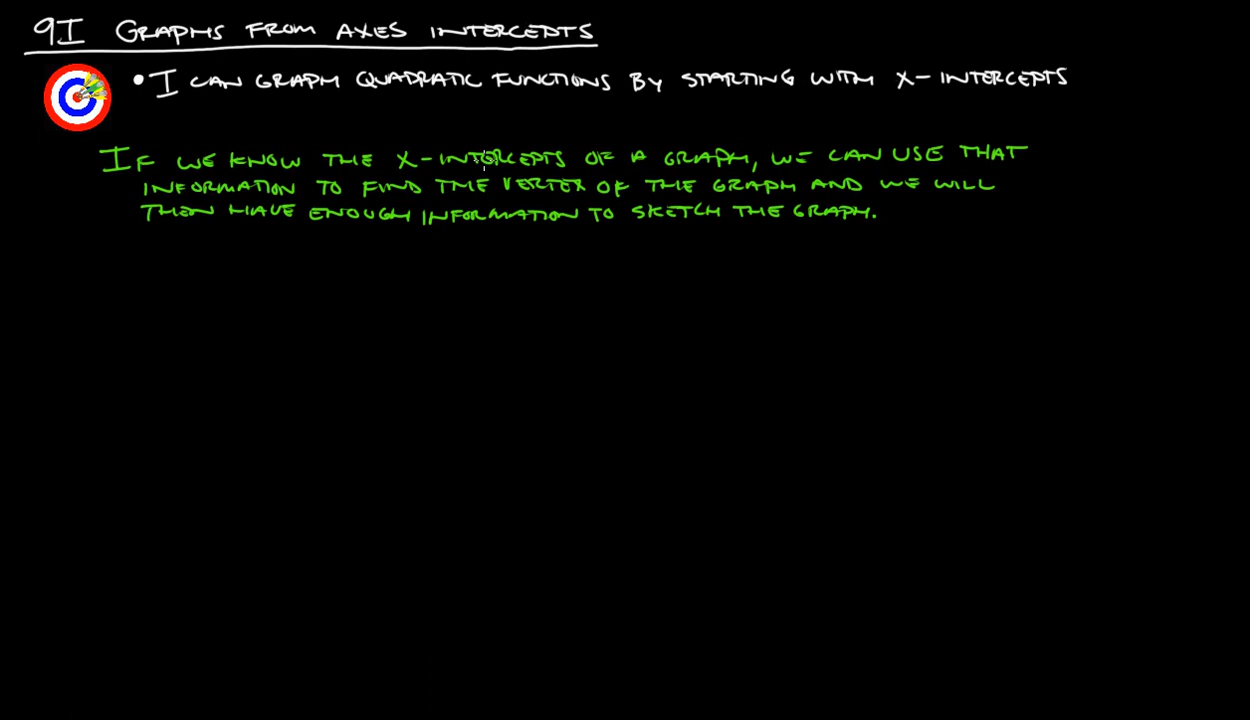 9I GRAPHS FROM AXES INTERCEPTS
• I CAN GRAPH QUADRATIC FUNCTIONS BY STARTING WITH X-INTERCEPTS
IF WE KNOW THE X-INTERCEPTS OF A GRAPH, WE CAN USE THAT
INFORMATION TO FIND THE VERTEX OF THE GRAPH AND WE WILL
THEN HAVE ENOUGH INFORMATION TO SKETCH THE GRAPH.